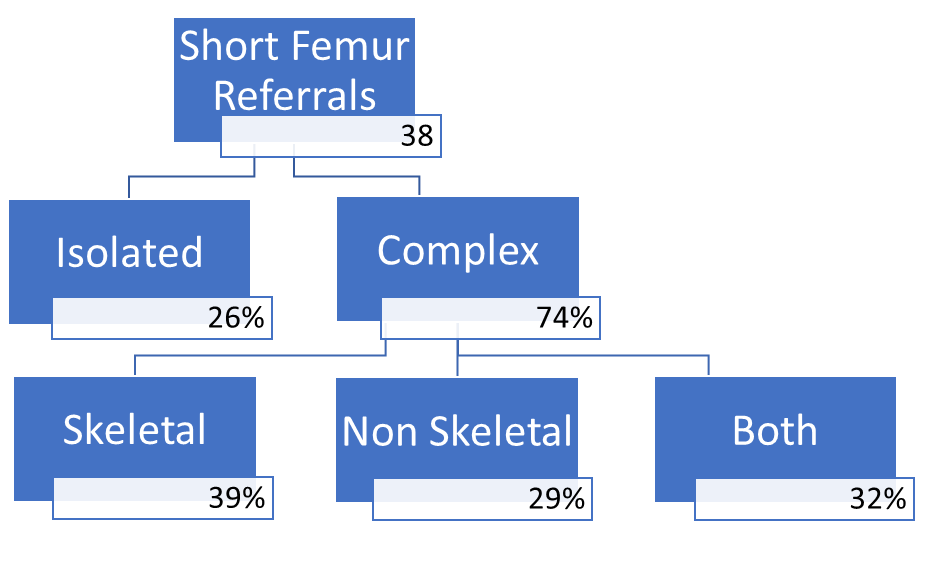 Short Femur
Referrals
38
Isolated
26%
Complex
74%
Skeletal
39%
Non Skeletal
29%
Both
32%